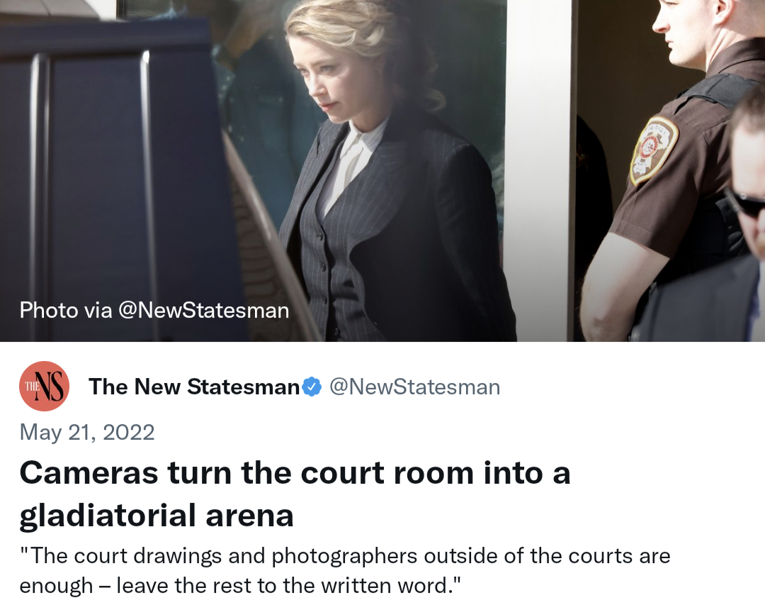 Photo via @NewStatesman
THE NS
The New Statesman @NewStatesman
May 21, 2022
Cameras turn the court room into a
gladiatorial arena
"The court drawings and photographers outside of the courts are
enough – leave the rest to the written word."